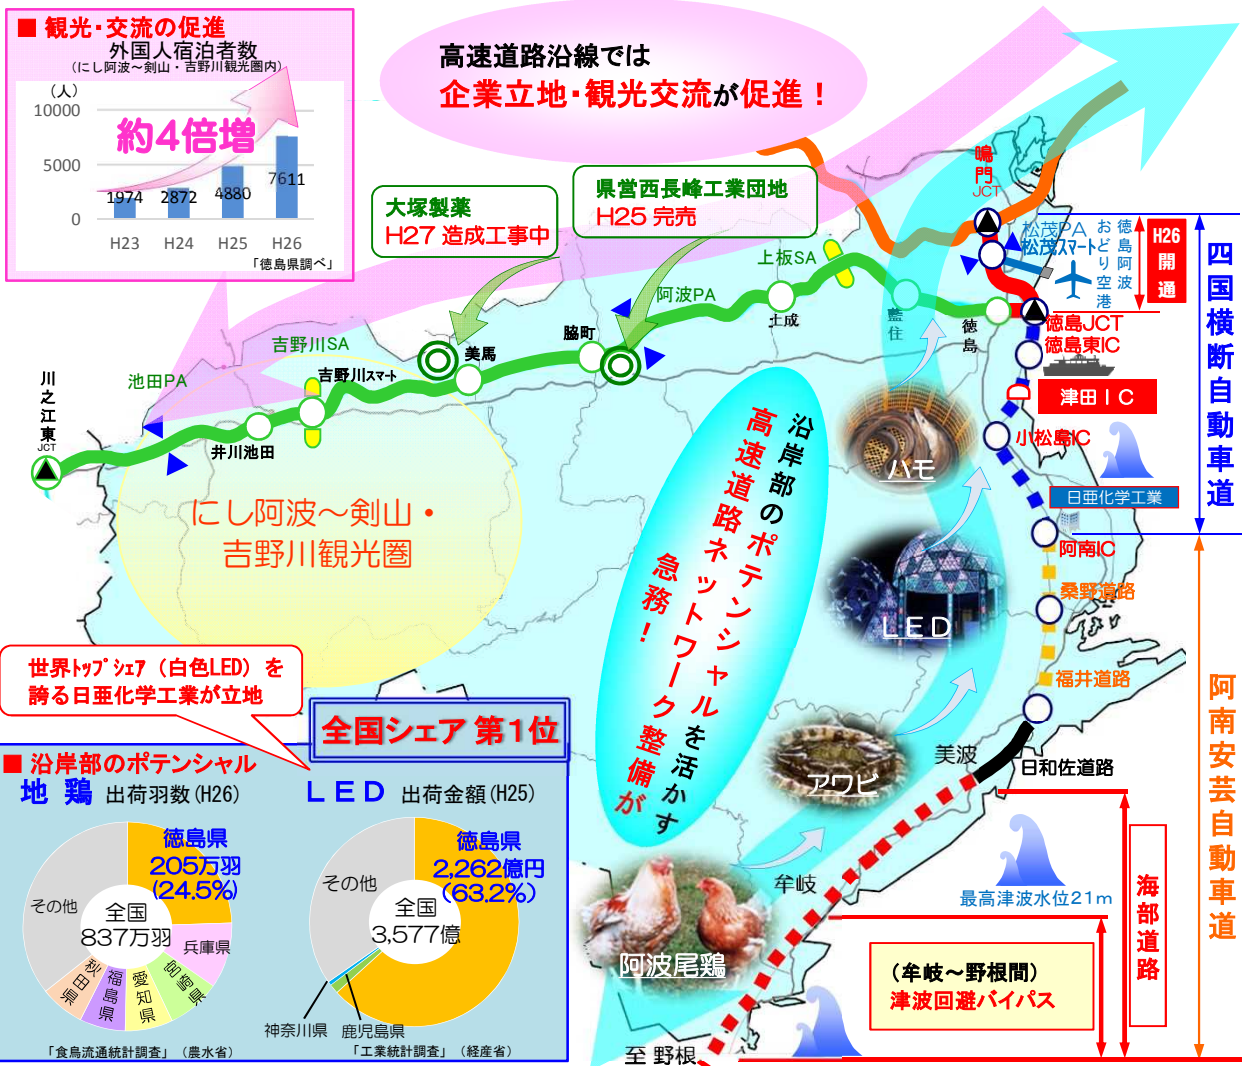 ■ 観光・交流の促進
外国人宿泊者数
(にし阿波～剣山・吉野川観光圏内)
(人)
10000
5000
0
約4倍増
1974
2872
4880
7611
H23
H24
H25
H26
「徳島県調べ」
高速道路沿線では
企業立地・観光交流が促進！
大塚製薬
H27 造成工事中
県営西長峰工業団地
H25 完売
鳴門
JCT
松茂PA
松茂スマート
徳島阿波
おどり空港
H26
開通
四国横断自動車道
上板SA
阿波PA
土成
藍住
徳島
徳島JCT
徳島東IC
津田ＩＣ
小松島IC
日亜化学工業
阿南IC
桑野道路
福井道路
阿南安芸自動車道
脇町
美馬
吉野川SA
吉野川スマート
池田PA
井川池田
川之江東
JCT
にし阿波～剣山・
吉野川観光圏
沿岸部のポテンシャルを活かす
高速道路ネットワーク整備が
急務！
ハモ
ＬＥＤ
アワビ
阿波尾鶏
美波
日和佐道路
牟岐
最高津波水位21m
海部道路
(牟岐～野根間)
津波回避バイパス
至 野根
世界トップシェア（白色LED）を
誇る日亜化学工業が立地
全国シェア 第１位
■ 沿岸部のポテンシャル
地 鶏 出荷羽数(H26)
徳島県
205万羽
(24.5%)
その他
全国
837万羽
兵庫県
宮崎県
愛知県
福島県
秋田県
「食鳥流通統計調査」（農水省）
ＬＥＤ 出荷金額(H25)
徳島県
2,262億円
(63.2%)
その他
全国
3,577億
神奈川県
鹿児島県
「工業統計調査」（経産省）